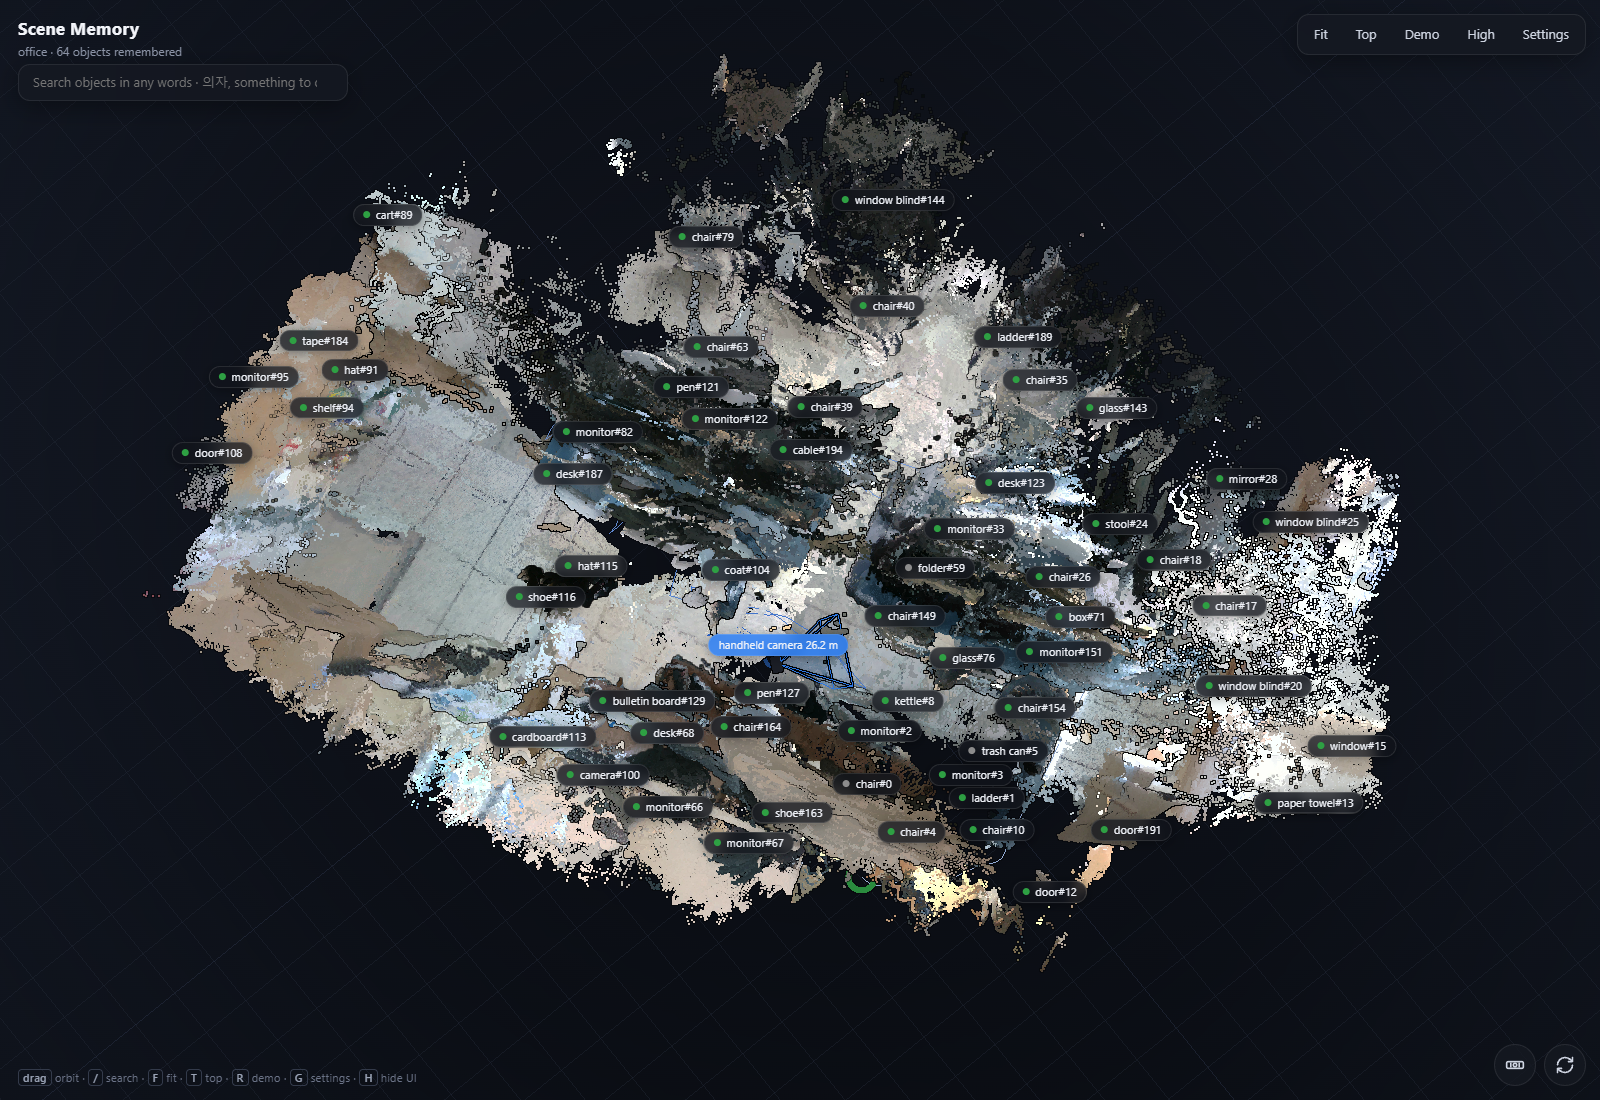 Scene Memory
office · 64 objects remembered
Search objects in any words · 의자, something to
Fit Top Demo High Settings
window blind#144
cart#89
chair#79
chair#40
ladder#189
tape#184
chair#63
hat#91
monitor#95
chair#35
pen#121
shelf#94
chair#39
glass#143
monitor#122
monitor#82
door#108
cable#194
desk#187
mirror#28
desk#123
window blind#25
stool#24
monitor#33
chair#18
hat#115
coat#104
folder#59
chair#26
shoe#116
chair#17
chair#149
box#71
handheld camera 26.2 m
glass#76
monitor#151
window blind#20
pen#127
bulletin board#129
kettle#8
chair#154
chair#164
monitor#2
desk#68
cardboard#113
trash can#5
window#15
camera#100
monitor#3
chair#0
ladder#1
paper towel#13
monitor#66
shoe#163
chair#4
chair#10
door#191
monitor#67
door#12
drag orbit · / search · F fit · T top · R demo · G settings · H hide UI